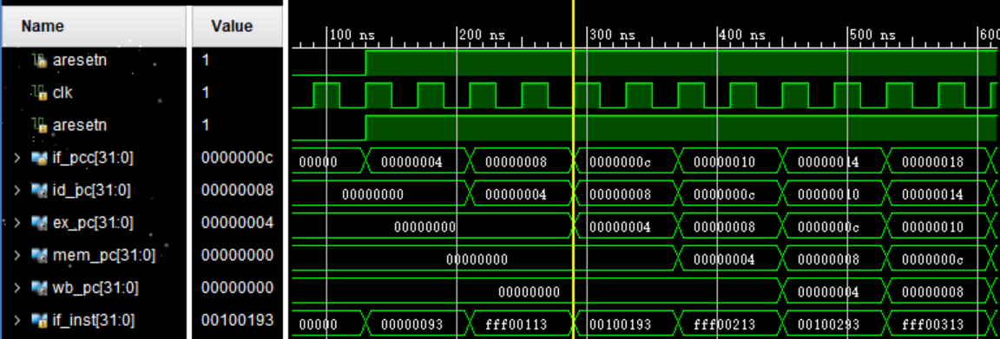 Name Value
100 ns 200 ns 300 ns 400 ns 500 ns 600
aresetn 1
clk 1
aresetn 1
if_pcc[31:0] 0000000c 00000 00000004 00000008 0000000c 00000010 00000014 00000018
id_pc[31:0] 00000008 00000000 00000004 00000008 0000000c 00000010 00000014
ex_pc[31:0] 00000004 00000000 00000004 00000008 0000000c 00000010
mem_pc[31:0] 00000000 00000000 00000004 00000008 0000000c
wb_pc[31:0] 00000000 00000000 00000004 00000008
if_inst[31:0] 00100193 00000 00000093 fff00113 00100193 fff00213 00100293 fff00313